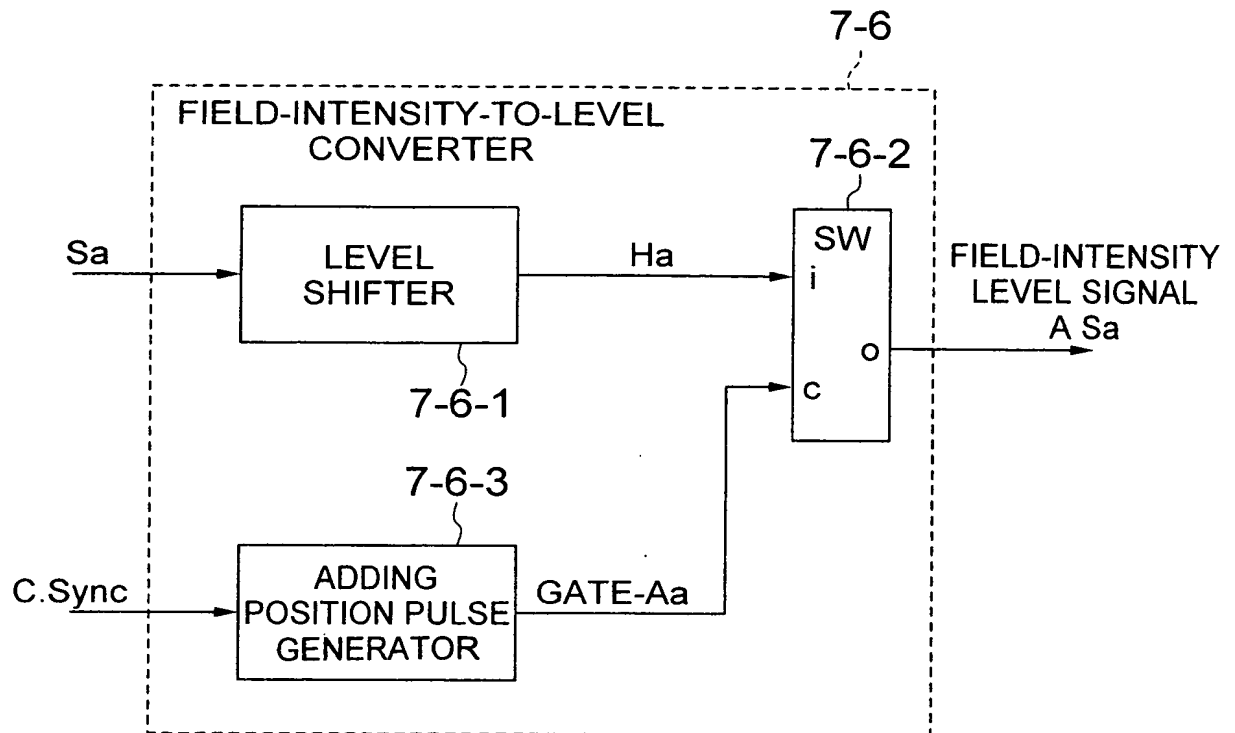 7-6
FIELD-INTENSITY-TO-LEVEL
CONVERTER
7-6-2
Sa
LEVEL
SHIFTER
Ha
SW
i
o
c
FIELD-INTENSITY
LEVEL SIGNAL
A Sa
7-6-1
7-6-3
C.Sync
ADDING
POSITION PULSE
GENERATOR
GATE-Aa